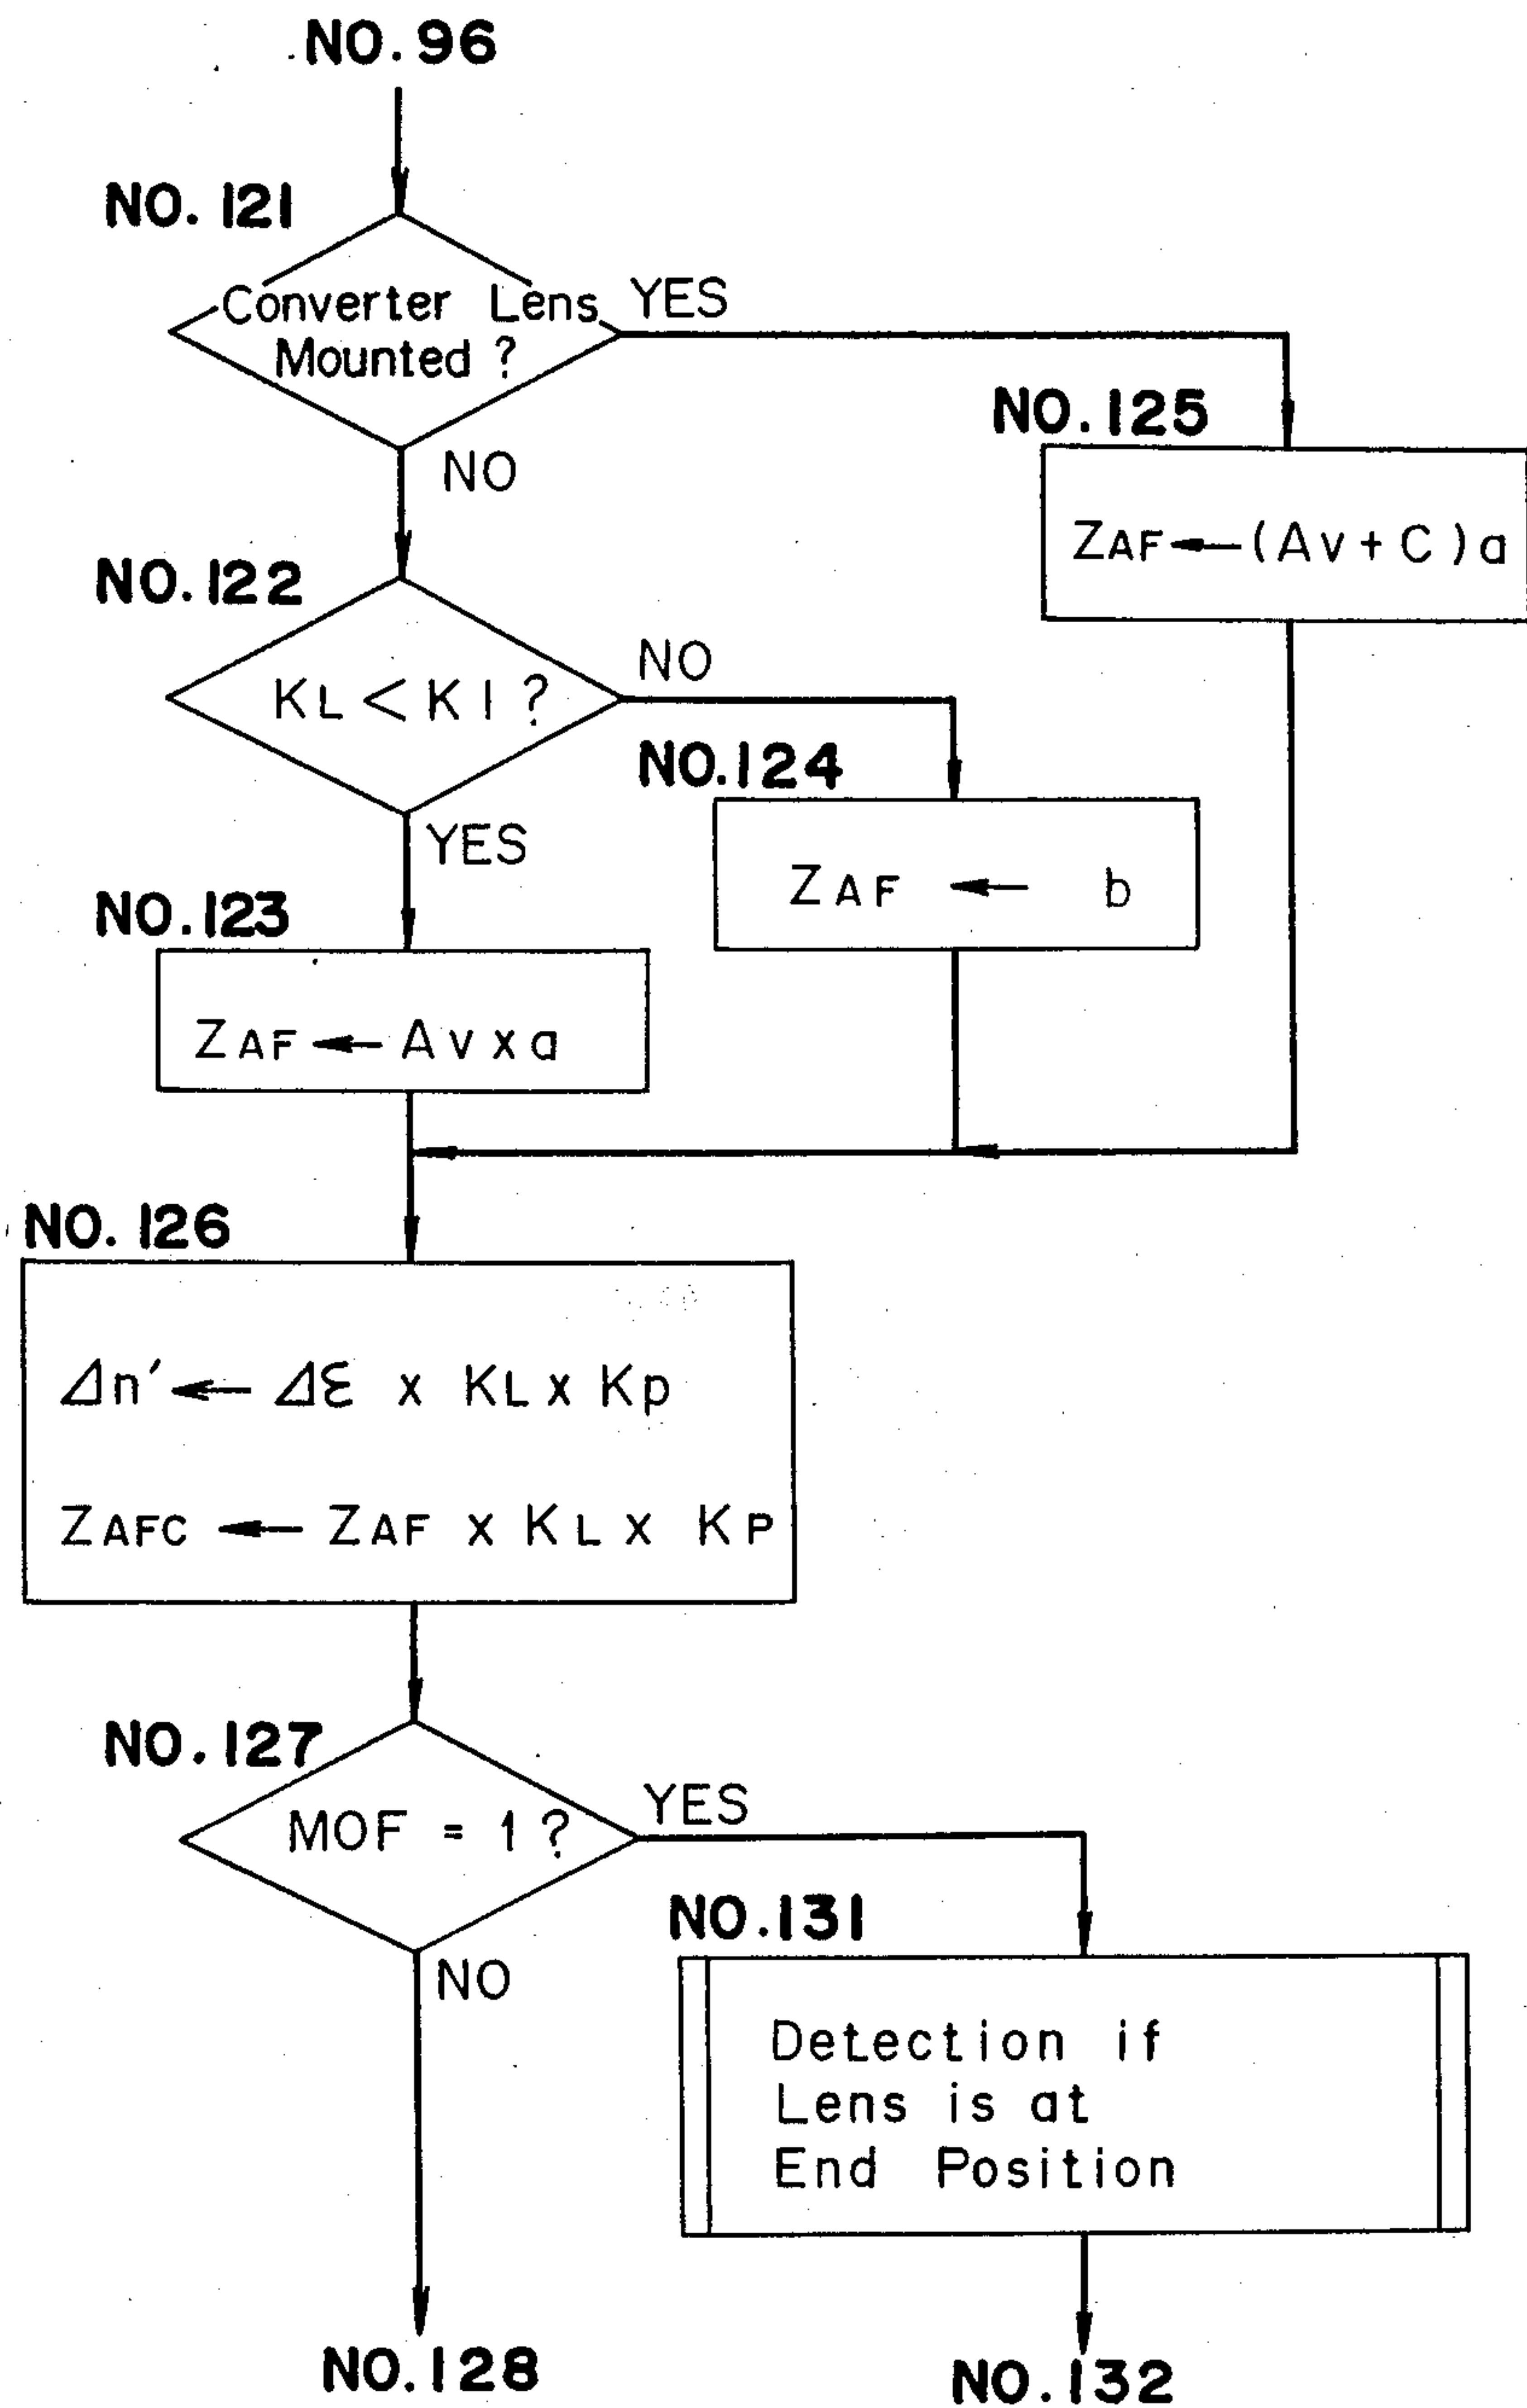 NO. 96
NO. 121
Converter Lens
Mounted ?
YES
NO
NO. 125
ZAF ← (Av + C) a
NO. 122
KL < K1 ?
NO
YES
NO. 124
ZAF ← b
NO. 123
ZAF ← Av x a
NO. 126
Δn′ ← Δε x KL x Kp
ZAFC ← ZAF x KL x KP
NO. 127
MOF = 1 ?
YES
NO
NO. 131
Detection if
Lens is at
End Position
NO. 128
NO. 132